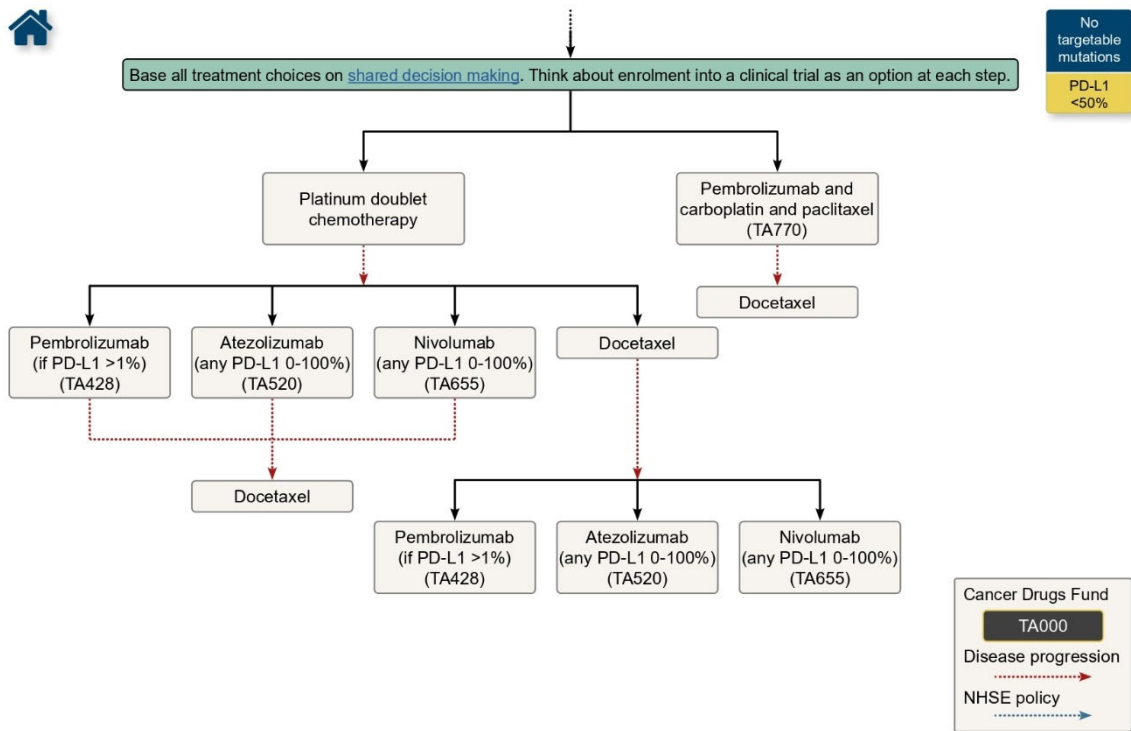 No
targetable
mutations
PD-L1
<50%
Base all treatment choices on shared decision making. Think about enrolment into a clinical trial as an option at each step.
Platinum doublet
chemotherapy
Pembrolizumab and
carboplatin and paclitaxel
(TA770)
Docetaxel
Pembrolizumab
(if PD-L1 >1%)
(TA428)
Atezolizumab
(any PD-L1 0-100%)
(TA520)
Nivolumab
(any PD-L1 0-100%)
(TA655)
Docetaxel
Docetaxel
Pembrolizumab
(if PD-L1 >1%)
(TA428)
Atezolizumab
(any PD-L1 0-100%)
(TA520)
Nivolumab
(any PD-L1 0-100%)
(TA655)
Cancer Drugs Fund
TA000
Disease progression
NHSE policy